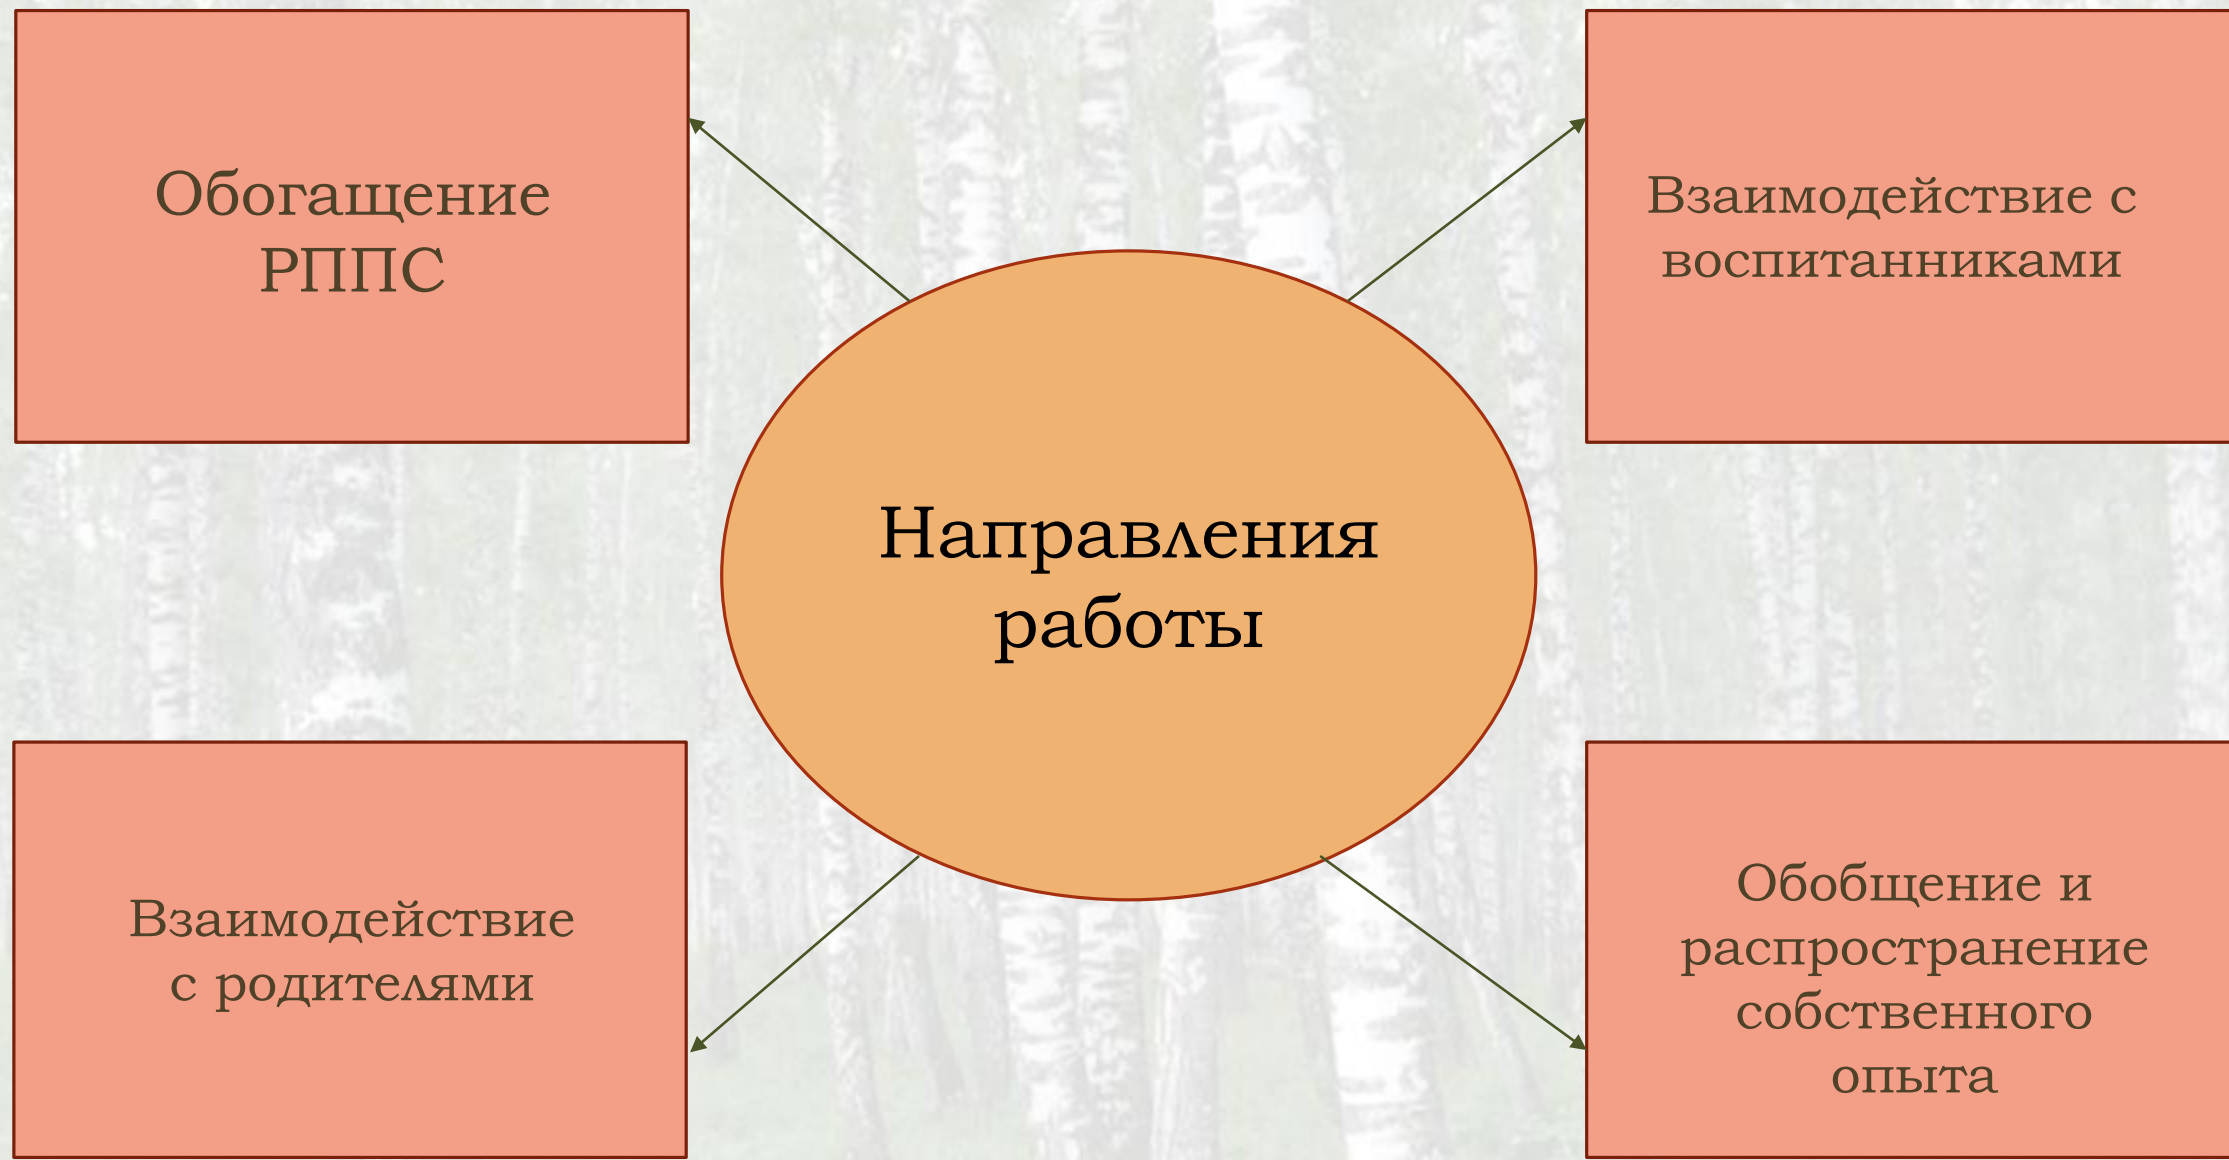 Обогащение
РППС
Взаимодействие с
воспитанниками
Направления
работы
Взаимодействие
с родителями
Обобщение и
распространение
собственного
опыта